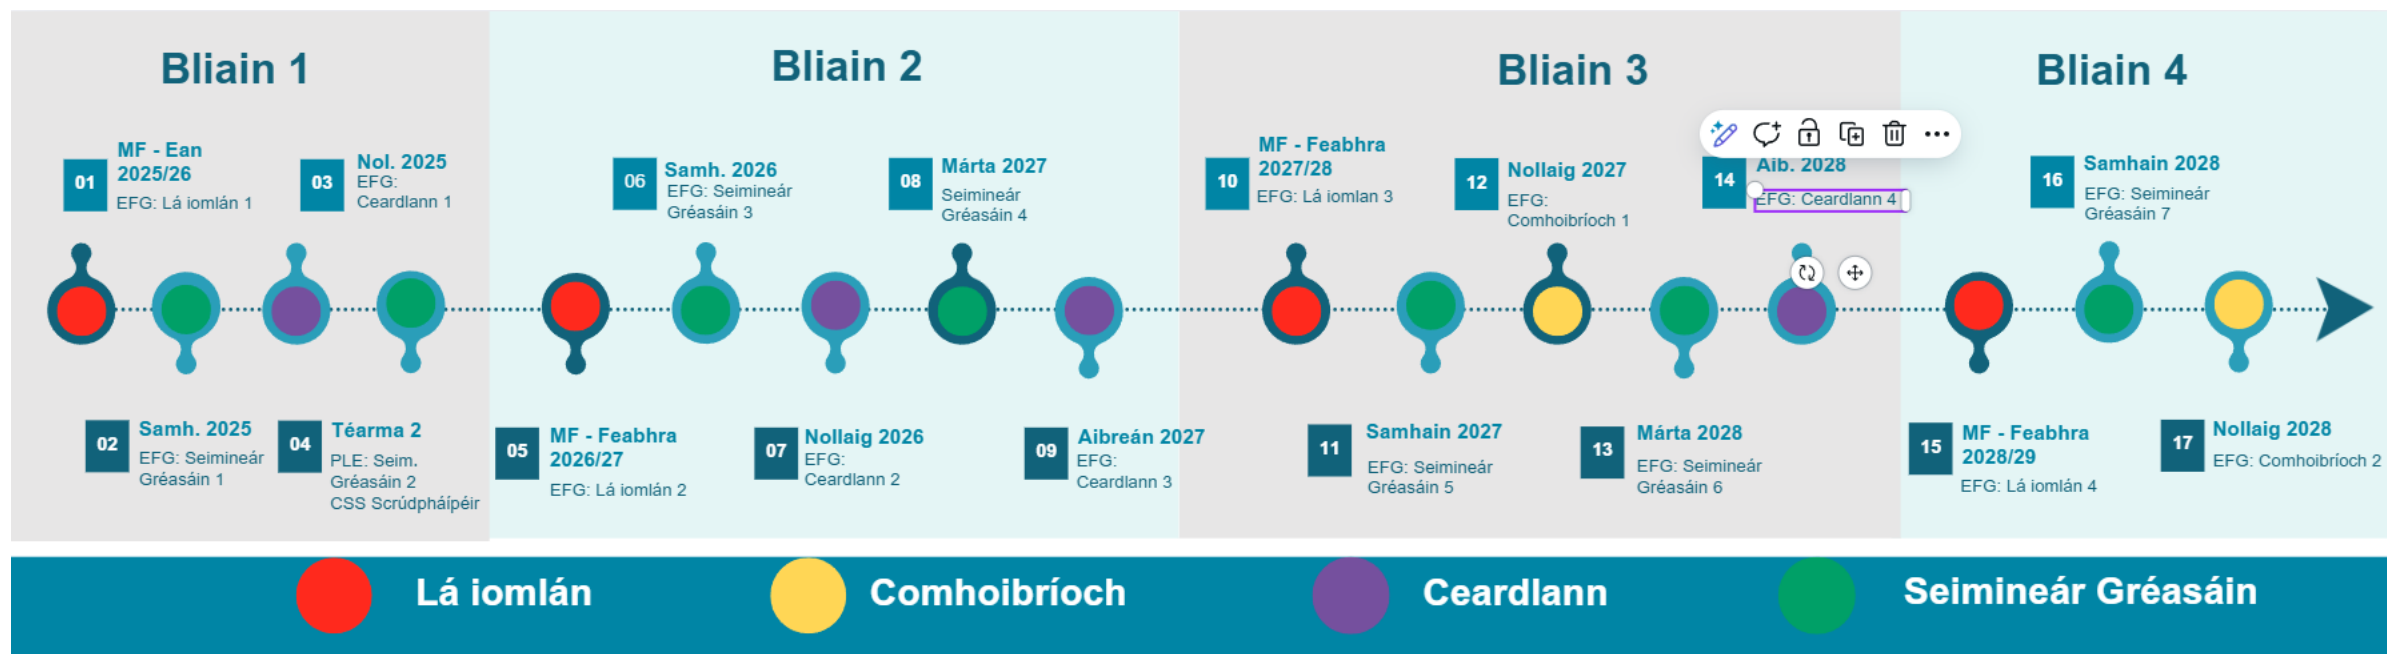 Bliain 1
01
MF - Ean
2025/26
EFG: Lá iomlán 1
02
Samh. 2025
EFG: Seimineár
Gréasáin 1
03
Nol. 2025
EFG:
Ceardlann 1
04
Téarma 2
PLE: Seim.
Gréasáin 2
CSS Scrúdpháípéir
Bliain 2
05
MF - Feabhra
2026/27
EFG: Lá iomlán 2
06
Samh. 2026
EFG: Seimineár
Gréasáin 3
07
Nollaig 2026
EFG:
Ceardlann 2
08
Márta 2027
Seimineár
Gréasáin 4
09
Aibreán 2027
EFG:
Ceardlann 3
Bliain 3
10
MF - Feabhra
2027/28
EFG: Lá iomlan 3
11
Samhain 2027
EFG: Seimineár
Gréasáin 5
12
Nollaig 2027
EFG:
Comhoibríoch 1
13
Márta 2028
EFG: Seimineár
Gréasáin 6
14
Aib. 2028
EFG: Ceardlann 4
Bliain 4
15
MF - Feabhra
2028/29
EFG: Lá iomlán 4
16
Samhain 2028
EFG: Seimineár
Gréasáin 7
17
Nollaig 2028
EFG: Comhoibríoch 2
Lá iomlán
Comhoibríoch
Ceardlann
Seimineár Gréasáin